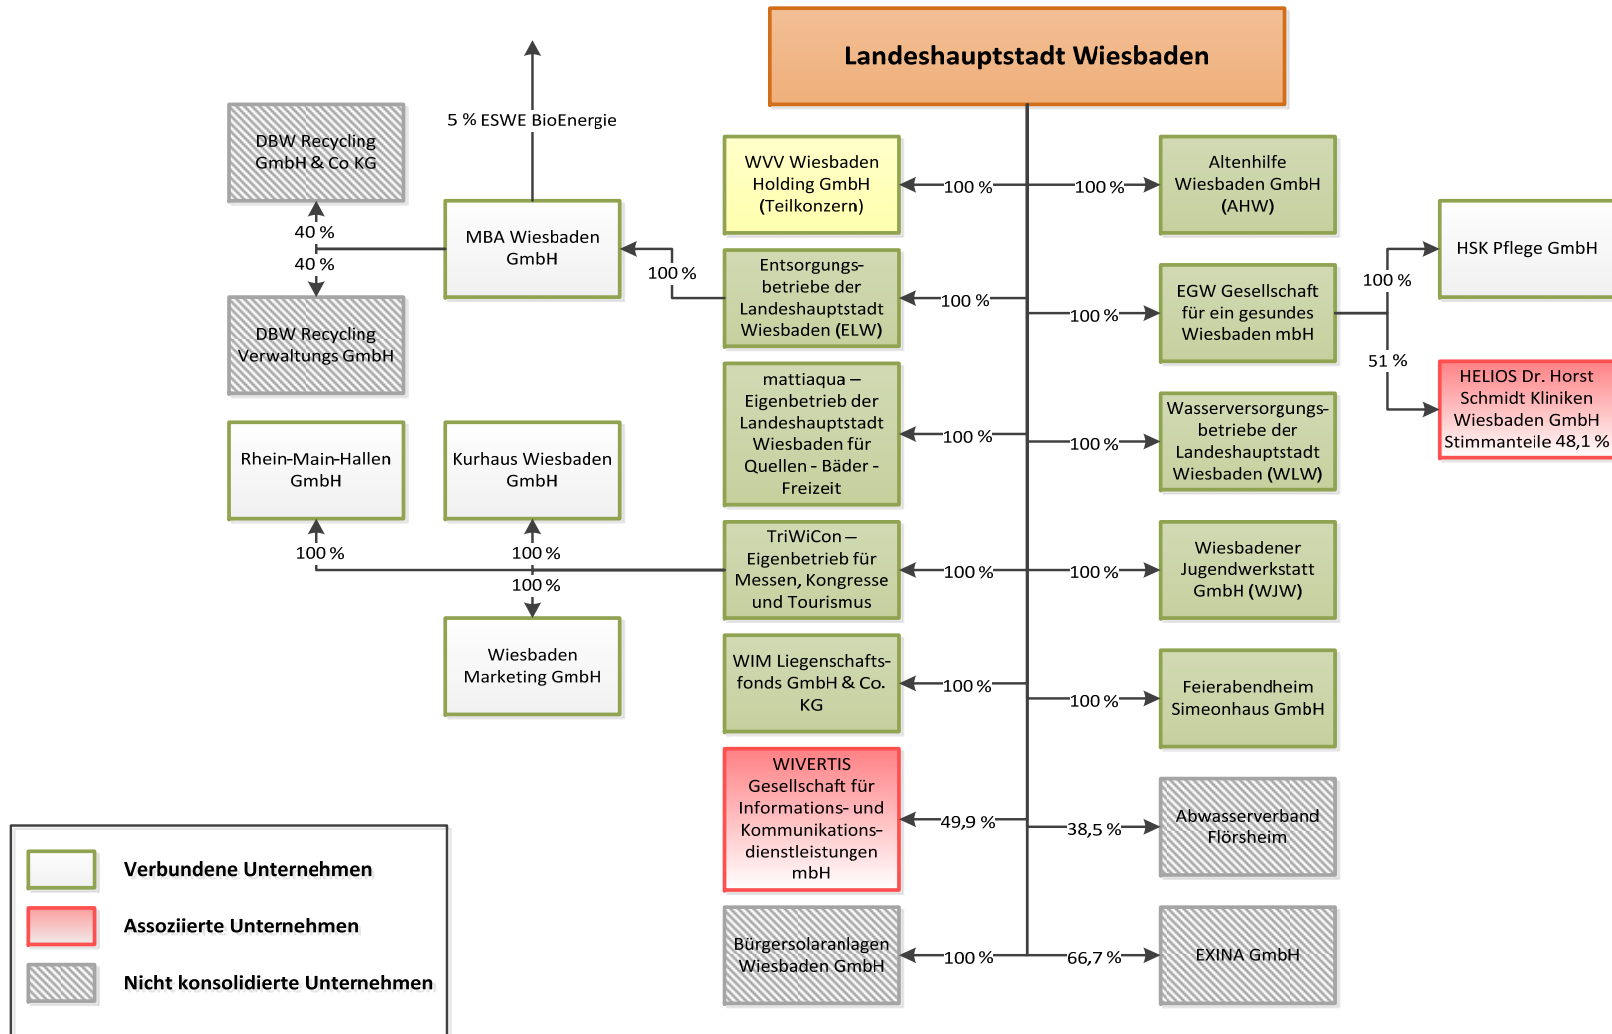 Landeshauptstadt Wiesbaden
5 % ESWE BioEnergie
DBW Recycling
GmbH & Co KG
40 %
40 %
DBW Recycling
Verwaltungs GmbH
MBA Wiesbaden
GmbH
100 %
WVV Wiesbaden
Holding GmbH
(Teilkonzern)
100 %
100 %
Altenhilfe
Wiesbaden GmbH
(AHW)
Entsorgungs-
betriebe der
Landeshauptstadt
Wiesbaden (ELW)
100 %
100 %
EGW Gesellschaft
für ein gesundes
Wiesbaden mbH
100 %
HSK Pflege GmbH
51 %
HELIOS Dr. Horst
Schmidt Kliniken
Wiesbaden GmbH
Stimmanteile 48,1 %
mattiaqua –
Eigenbetrieb der
Landeshauptstadt
Wiesbaden für
Quellen - Bäder -
Freizeit
100 %
100 %
Wasserversorgungs-
betriebe der
Landeshauptstadt
Wiesbaden (WLW)
Rhein-Main-Hallen
GmbH
Kurhaus Wiesbaden
GmbH
100 %
100 %
100 %
Wiesbaden
Marketing GmbH
TriWiCon –
Eigenbetrieb für
Messen, Kongresse
und Tourismus
100 %
100 %
Wiesbadener
Jugendwerkstatt
GmbH (WJW)
WIM Liegenschafts-
fonds GmbH & Co.
KG
100 %
100 %
Feierabendheim
Simeonhaus GmbH
WIVERTIS
Gesellschaft für
Informations- und
Kommunikations-
dienstleistungen
mbH
49,9 %
38,5 %
Abwasserverband
Flörsheim
Bürgersolaranlagen
Wiesbaden GmbH
100 %
66,7 %
EXINA GmbH
Verbundene Unternehmen
Assoziierte Unternehmen
Nicht konsolidierte Unternehmen